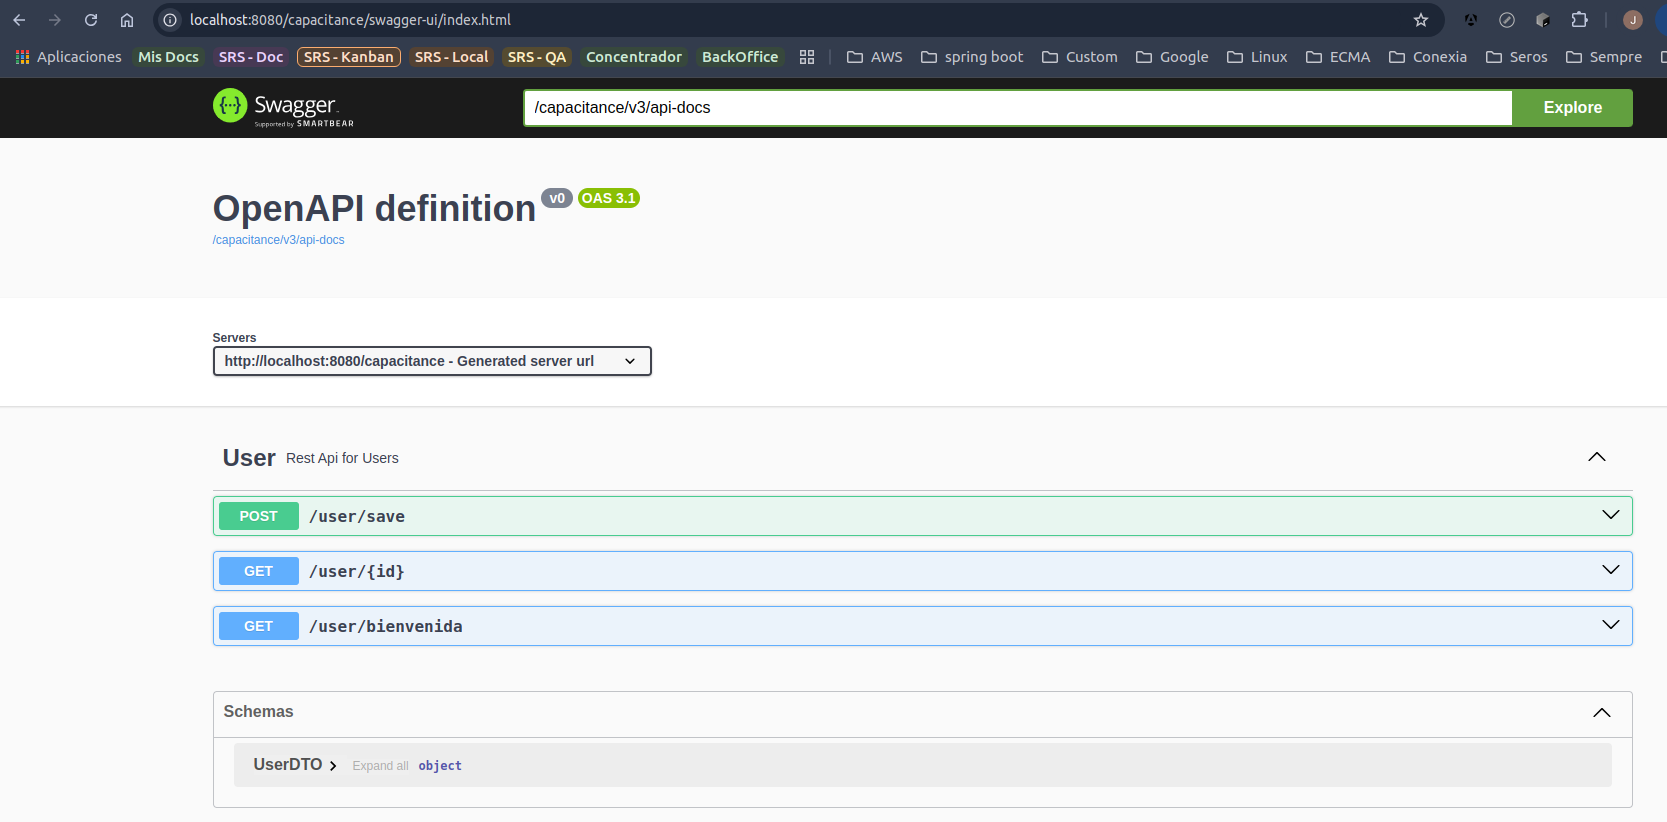 localhost:8080/capacitance/swagger-ui/index.html
J
Aplicaciones Mis Docs SRS - Doc SRS - Kanban SRS - Local SRS - QA Concentrador BackOffice AWS spring boot Custom Google Linux ECMA Conexia Seros Sempre
{···} Swagger
Supported by SMARTBEAR
/capacitance/v3/api-docs Explore
OpenAPI definition v0 OAS 3.1
/capacitance/v3/api-docs
Servers
http://localhost:8080/capacitance - Generated server url
User Rest Api for Users
POST /user/save
GET /user/{id}
GET /user/bienvenida
Schemas
UserDTO Expand all object